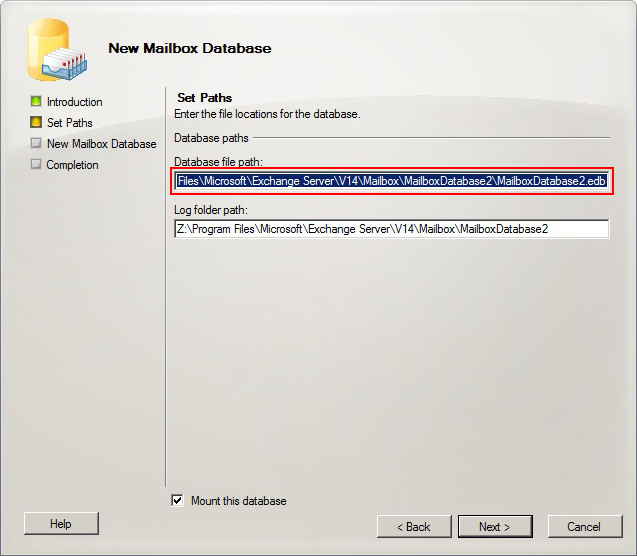 New Mailbox Database
Introduction
Set Paths
New Mailbox Database
Completion
Set Paths
Enter the file locations for the database.
Database paths
Database file path:
Files\Microsoft\Exchange Server\V14\Mailbox\MailboxDatabase2\MailboxDatabase2.edb
Log folder path:
Z:\Program Files\Microsoft\Exchange Server\V14\Mailbox\MailboxDatabase2
Mount this database
Help
< Back
Next >
Cancel